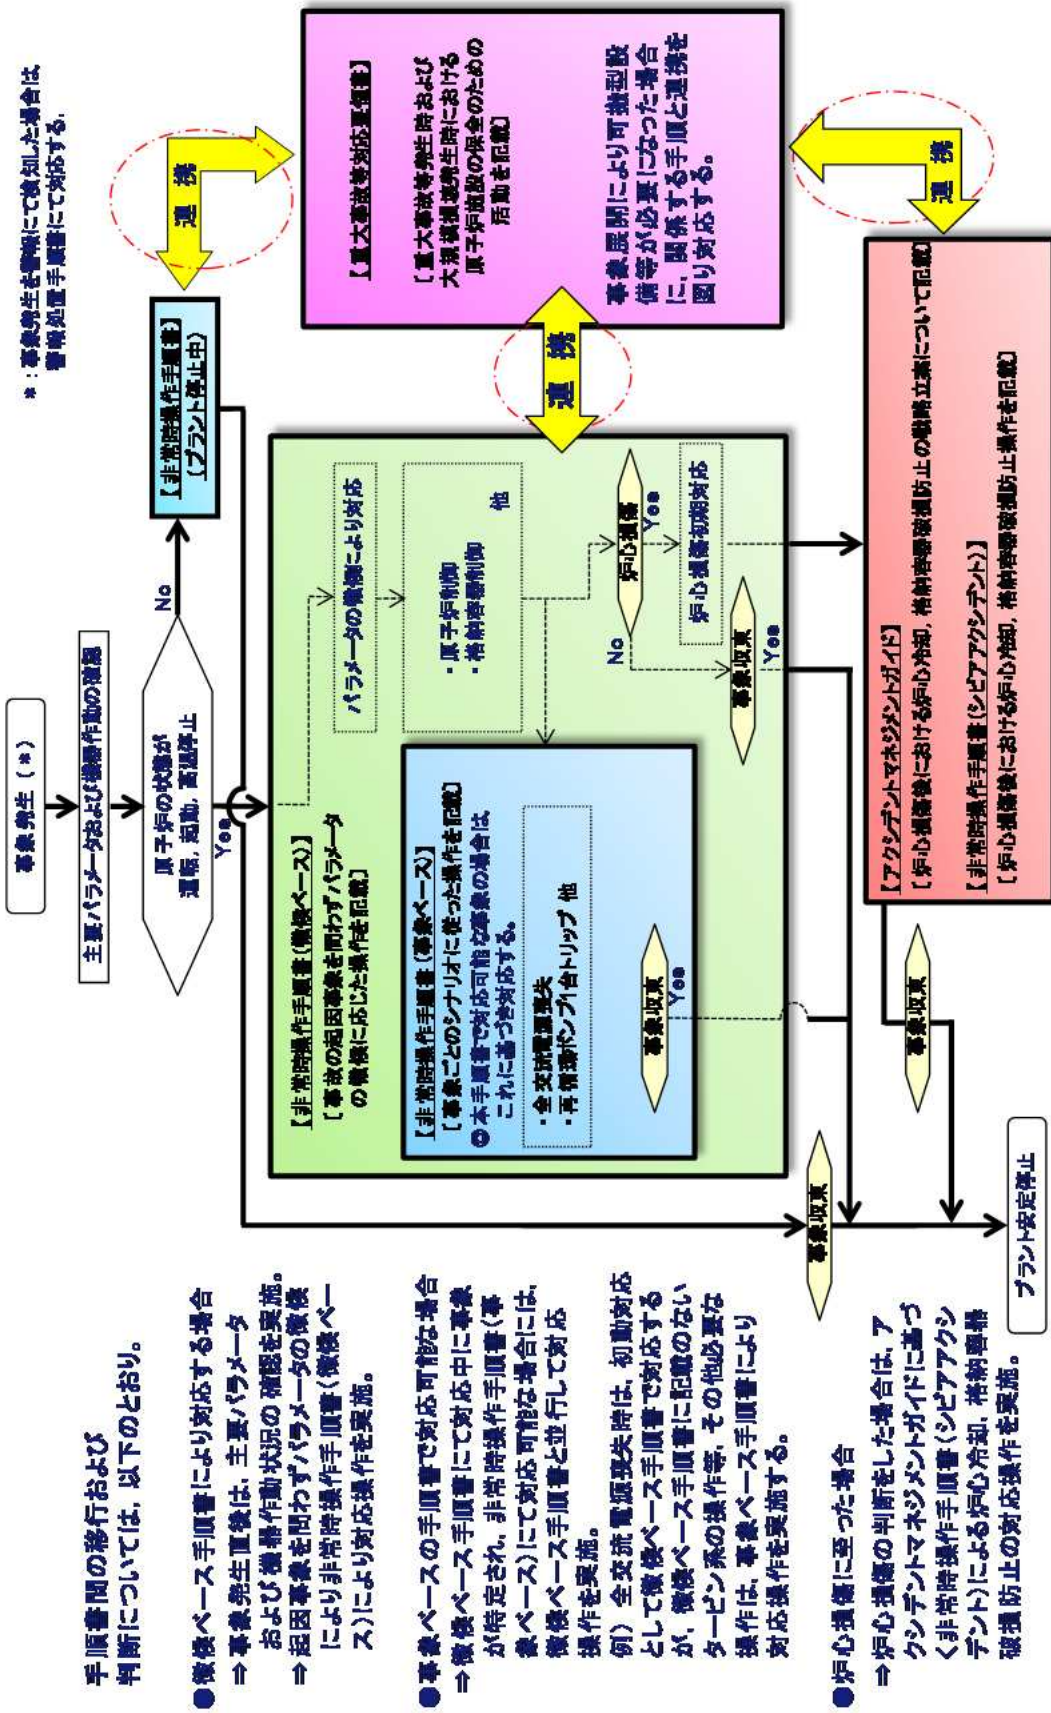 手順書間の移行および
判断については、以下のとおり。
●徴候ベース手順書により対応する場合
⇒事象発生直後は、主要パラメータ
および機器作動状況の確認を実施。
⇒起因事象を問わずパラメータの徴候
により非常時操作手順書（徴候ベー
ス）により対応操作を実施。
●事象ベースの手順書で対応可能な場合
⇒徴候ベース手順書にて対応中に事象
が特定され、非常時操作手順書（事
象ベース）にて対応可能な場合には、
徴候ベース手順書と並行して対応
操作を実施。
例）全交流電源喪失時は、初動対応
として徴候ベース手順書で対応する
が、徴候ベース手順書に記載のない
タービン系の操作等、その他必要な
操作は、事象ベース手順書により
対応操作を実施する。
●炉心損傷に至った場合
⇒炉心損傷の判断をした場合は、ア
クシデントマネジメントガイドに基づ
く非常時操作手順書（シビアアクシ
デント）による炉心冷却、格納容器
破損防止の対応操作を実施。
事象発生（*）
主要パラメータおよび機器作動の確認
原子炉の状態が
運転，起動，高温停止
No
Yes
【非常時操作手順書】
（プラント停止中）
*：事象発生を警報にて検知した場合は、
警報処置手順書にて対応する。
【非常時操作手順書（徴候ベース）】
［事故の起因事象を問わずパラメータ
の徴候に応じた操作を記載］
パラメータの徴候により対応
・原子炉制御
・格納容器制御
他
【非常時操作手順書（事象ベース）】
［事象ごとのシナリオに従った操作を記載］
◎本手順書で対応可能な事象の場合は、
これに基づき対応する。
・全交流電源喪失
・再循環ポンプ1台トリップ 他
事象収束
Yes
炉心損傷
No
Yes
事象収束
Yes
炉心損傷初期対応
連携
連携
連携
【重大事故等対応要領書】
［重大事故等発生時および
大規模損壊発生時における
原子炉施設の保全のための
活動を記載］
事象展開により可搬型設
備等が必要になった場合
に、関係する手順と連携を
図り対応する。
【アクシデントマネジメントガイド】
［炉心損傷後における炉心冷却，格納容器破損防止の戦略立案について記載］
【非常時操作手順書（シビアアクシデント）】
［炉心損傷後における炉心冷却，格納容器破損防止操作を記載］
事象収束
事象収束
プラント安定停止